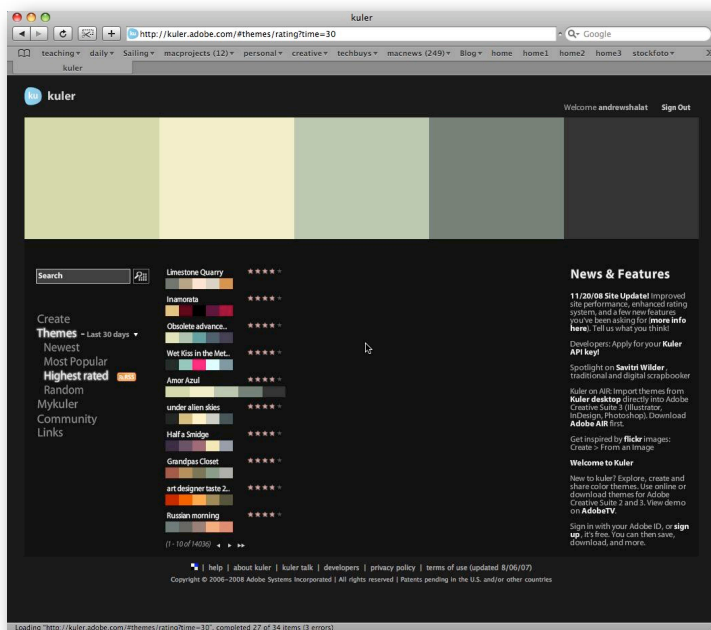 kuler
http://kuler.adobe.com/#themes/rating?time=30
Google
teaching daily Sailing macprojects (12) personal creative techbuys macnews (249) Blog home home1 home2 home3 stockfoto
kuler
ku kuler
Welcome andrewshalat Sign Out
Search
Create
Themes - Last 30 days
Newest
Most Popular
Highest rated RSS
Random
Mykuler
Community
Links
Limestone Quarry
Inamorata
Obsolete advance..
Wet Kiss in the Met..
Amor Azul
under alien skies
Half a Smidge
Grandpas Closet
art designer taste 2..
Russian morning
(1 - 10 of 14036)
News & Features
11/20/08 Site Update! Improved
site performance, enhanced rating
system, and a few new features
you've been asking for (more info
here). Tell us what you think!
Developers: Apply for your Kuler
API key!
Spotlight on Savitri Wilder ,
traditional and digital scrapbooker
Kuler on AIR: Import themes from
Kuler desktop directly into Adobe
Creative Suite 3 (Illustrator,
InDesign, Photoshop). Download
Adobe AIR first.
Get inspired by flickr images:
Create > From an Image
Welcome to Kuler
New to kuler? Explore, create and
share color themes. Use online or
download themes for Adobe
Creative Suite 2 and 3. View demo
on AdobeTV.
Sign in with your Adobe ID, or sign
up, it's free. You can then save,
download, and more.
| help | about kuler | kuler talk | developers | privacy policy | terms of use (updated 8/06/07)
Copyright © 2006-2008 Adobe Systems Incorporated | All rights reserved | Patents pending in the U.S. and/or other countries
Loading "http://kuler.adobe.com/#themes/rating?time=30", completed 27 of 34 items (3 errors)